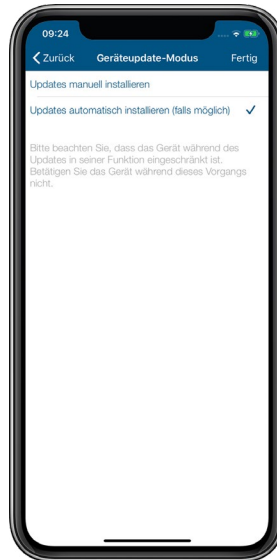 09:24
Zurück Geräteupdate-Modus Fertig
Updates manuell installieren
Updates automatisch installieren (falls möglich)
Bitte beachten Sie, dass das Gerät während des
Updates in seiner Funktion eingeschränkt ist.
Betätigen Sie das Gerät während dieses Vorgangs
nicht.